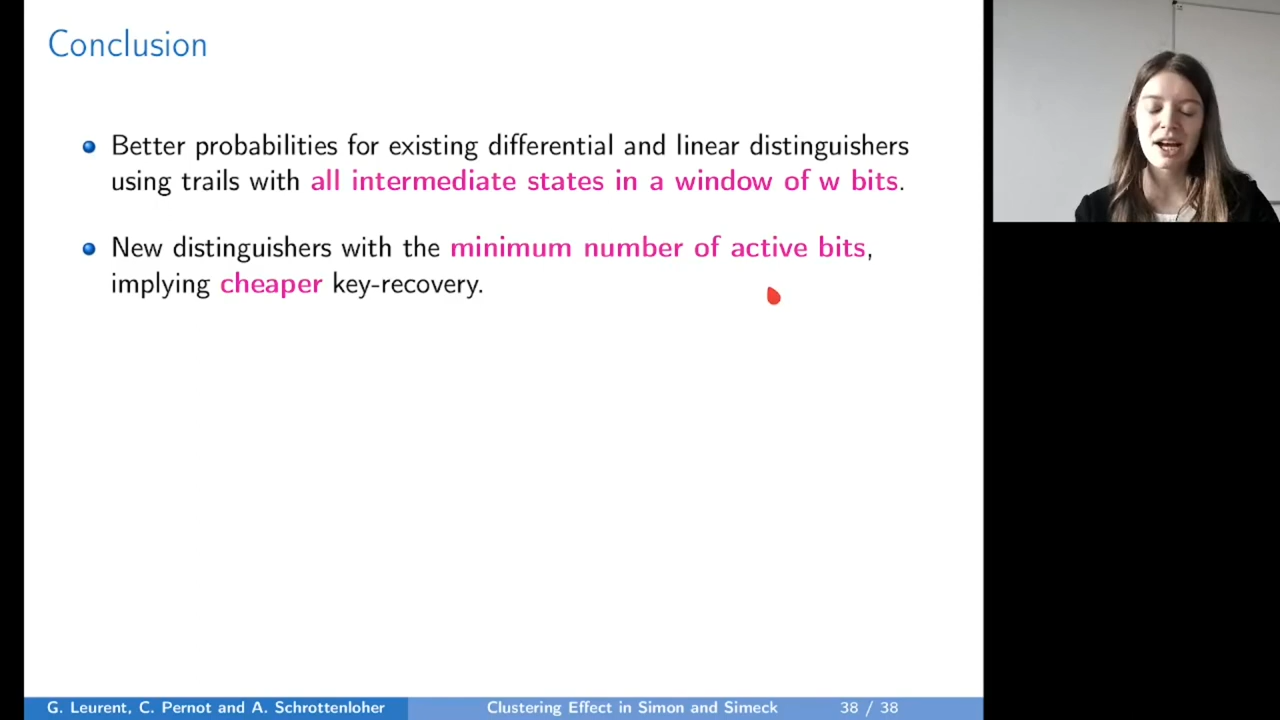 Conclusion
Better probabilities for existing differential and linear distinguishers
using trails with all intermediate states in a window of w bits.
New distinguishers with the minimum number of active bits,
implying cheaper key-recovery.
G. Leurent, C. Pernot and A. Schrottenloher
Clustering Effect in Simon and Simeck
38 / 38